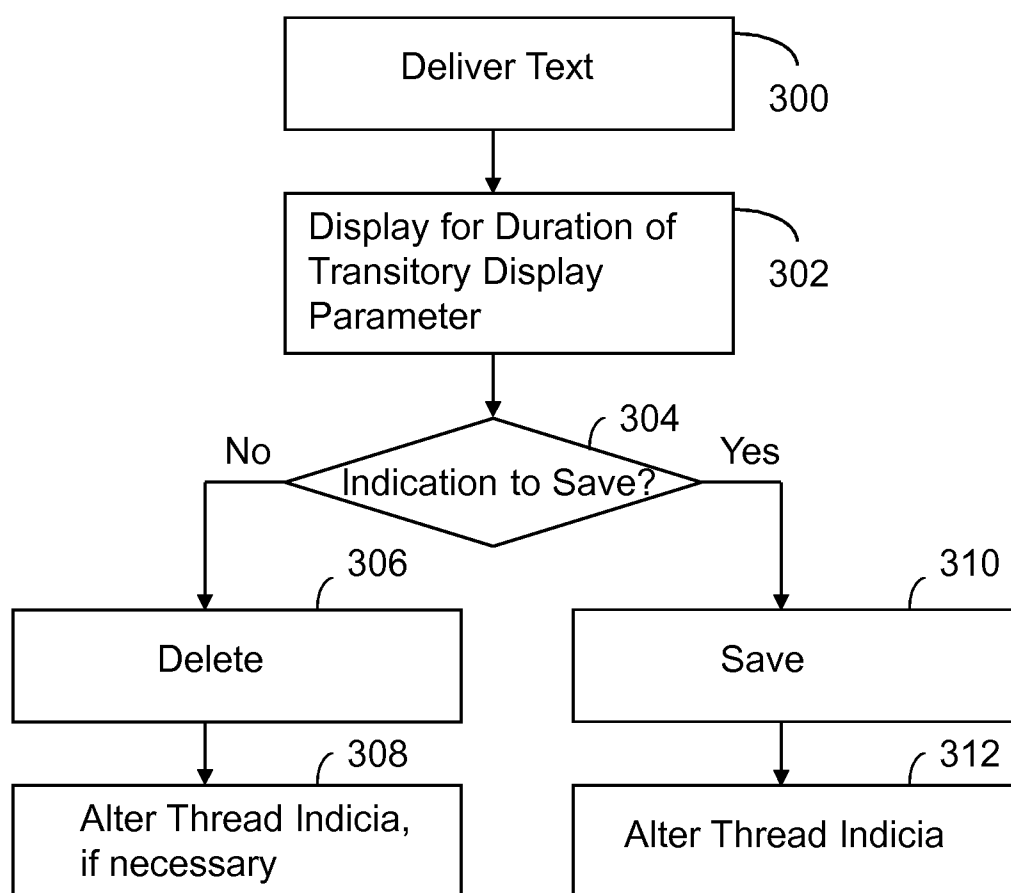 Deliver Text
300
Display for Duration of
Transitory Display
Parameter
302
304
No
Yes
Indication to Save?
306
310
Delete
Save
308
312
Alter Thread Indicia,
if necessary
Alter Thread Indicia